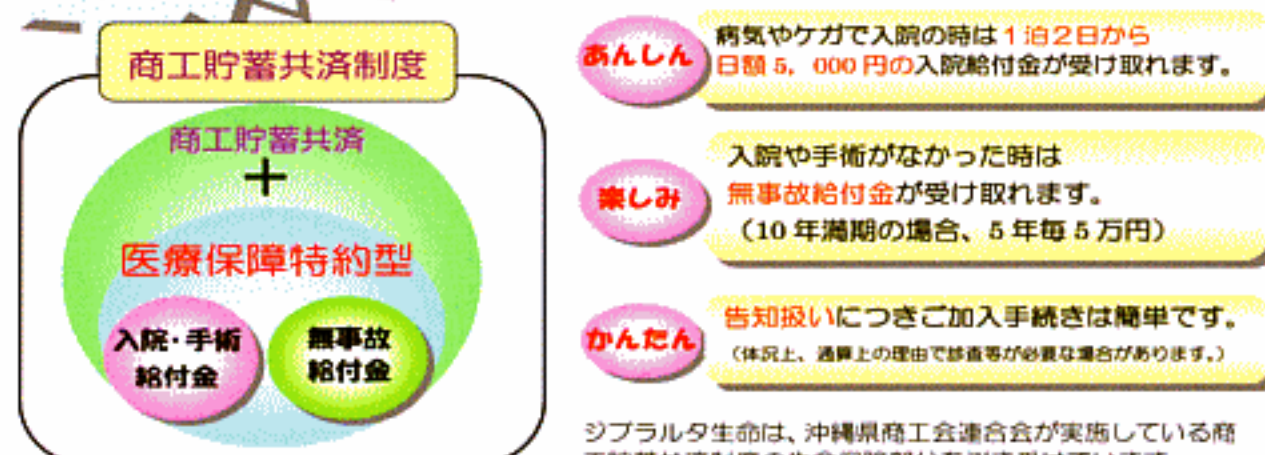 商工貯蓄共済制度
商工貯蓄共済
+
医療保障特約型
入院・手術
給付金
無事故
給付金
あんしん
病気やケガで入院の時は1泊2日から
日額5，000円の入院給付金が受け取れます。
楽しみ
入院や手術がなかった時は
無事故給付金が受け取れます。
（10年満期の場合、5年毎5万円）
かんたん
告知扱いにつきご加入手続きは簡単です。
（体況上、通算上の理由で診査等が必要な場合があります。）
ジブラルタ生命は、沖縄県商工会連合会が実施している商